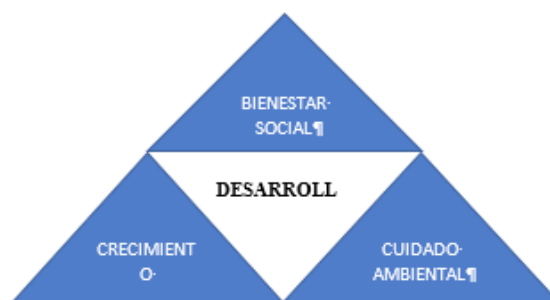 BIENESTAR·
SOCIAL¶
DESARROLL
CRECIMIENT
O·
CUIDADO·
AMBIENTAL¶